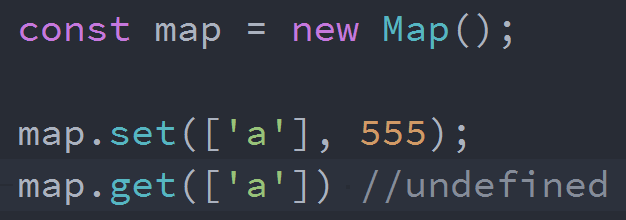 const map = new Map();
map.set(['a'], 555);
map.get(['a']) //undefined